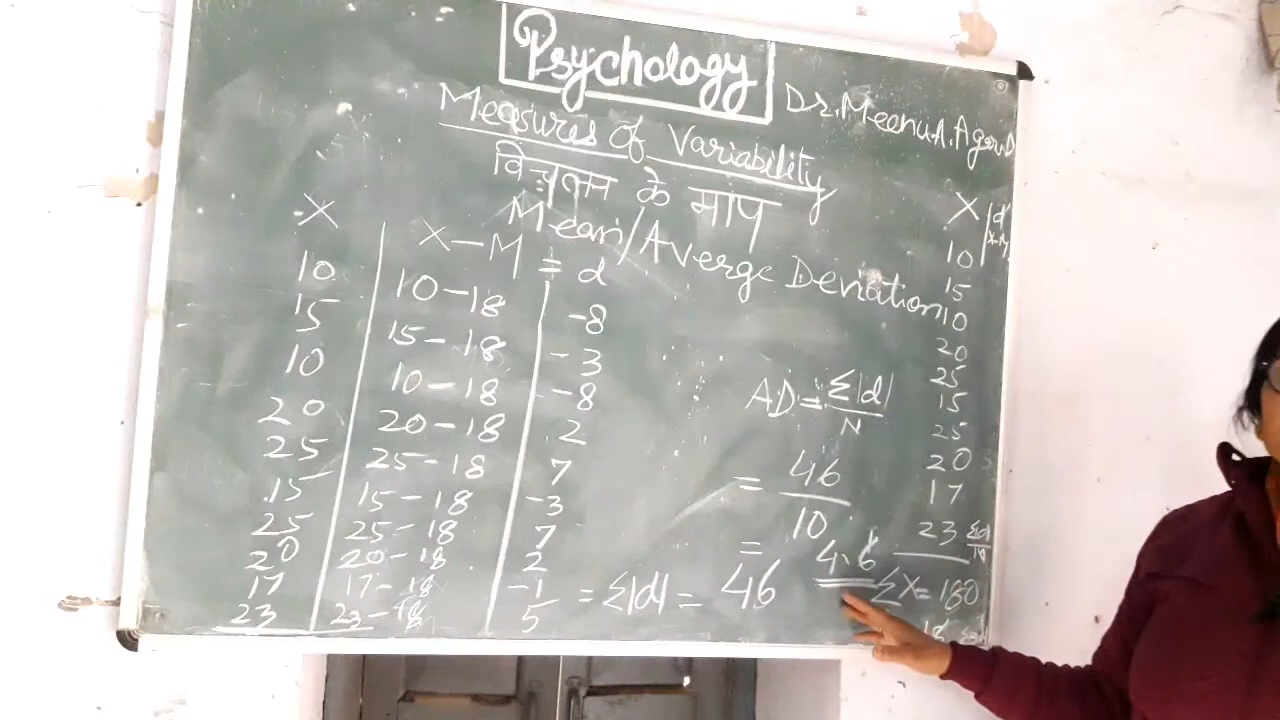 Psychology
Dr. Meenu.A.
Measures of Variability
विचलन के माप
Mean/Averge Deviation
X | X-M = d
10 | 10-18 | -8
15 | 15-18 | -3
10 | 10-18 | -8
20 | 20-18 | 2
25 | 25-18 | 7
15 | 15-18 | -3
25 | 25-18 | 7
20 | 20-18 | 2
17 | 17-18 | -1
23 | 23-18 | 5
= Σ|d| = 46
AD = Σ|d|
N
= 46
10
= 4.6
X | d
10
15
10
20
25
15
25
20
17
23
ΣX = 180